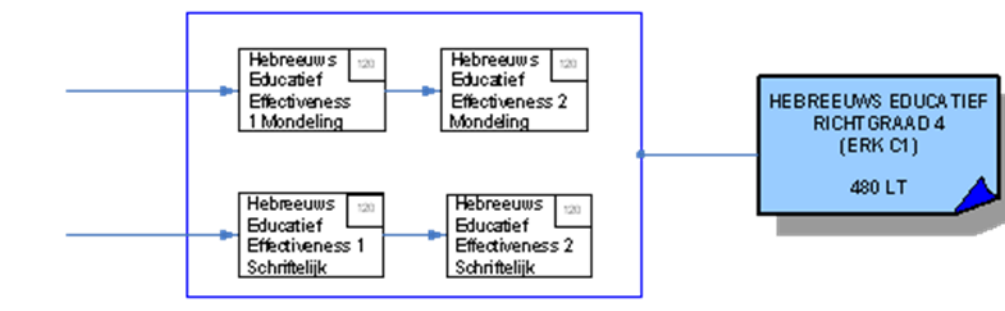 Hebreeuws 120
Educatief
Effectiveness
1 Mondeling
Hebreeuws 120
Educatief
Effectiveness 2
Mondeling
HEBREEUWS EDUCATIEF
RICHTGRAAD 4
(ERK C1)
480 LT
Hebreeuws 120
Educatief
Effectiveness 1
Schriftelijk
Hebreeuws 120
Educatief
Effectiveness 2
Schriftelijk